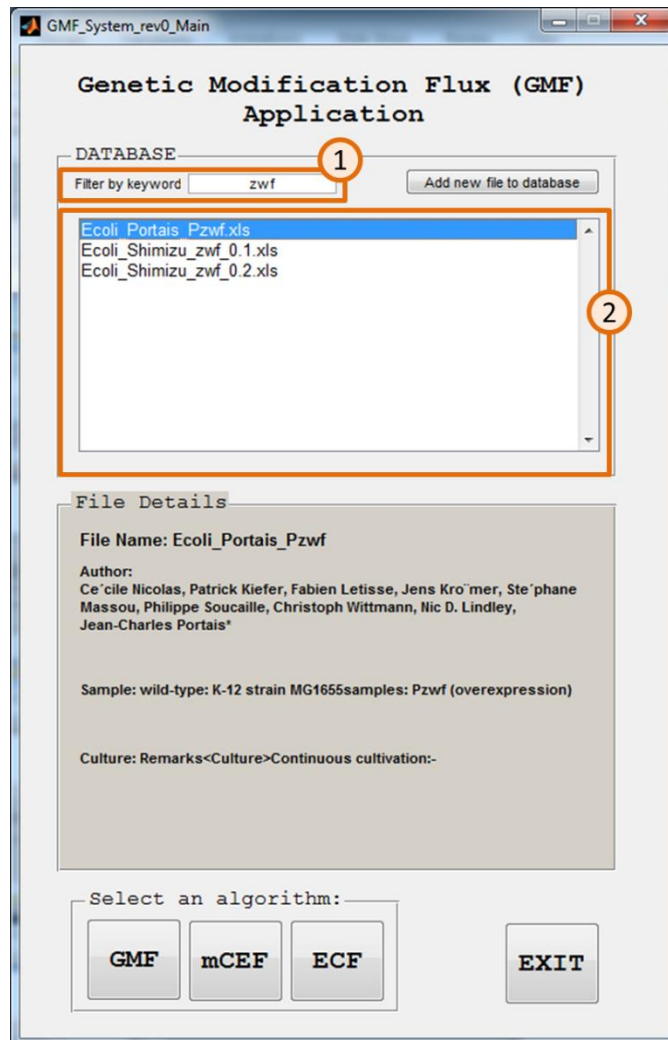 GMF_System_rev0_Main
Genetic Modification Flux (GMF)
Application
DATABASE
1
Filter by keyword zwf Add new file to database
Ecoli_Portais_Pzwf.xls
Ecoli_Shimizu_zwf_0.1.xls
Ecoli_Shimizu_zwf_0.2.xls
2
File Details
File Name: Ecoli_Portais_Pzwf
Author:
Ce´cile Nicolas, Patrick Kiefer, Fabien Letisse, Jens Kro¨mer, Ste´phane
Massou, Philippe Soucaille, Christoph Wittmann, Nic D. Lindley,
Jean-Charles Portais*
Sample: wild-type: K-12 strain MG1655samples: Pzwf (overexpression)
Culture: Remarks<Culture>Continuous cultivation:-
Select an algorithm:
GMF mCEF ECF EXIT